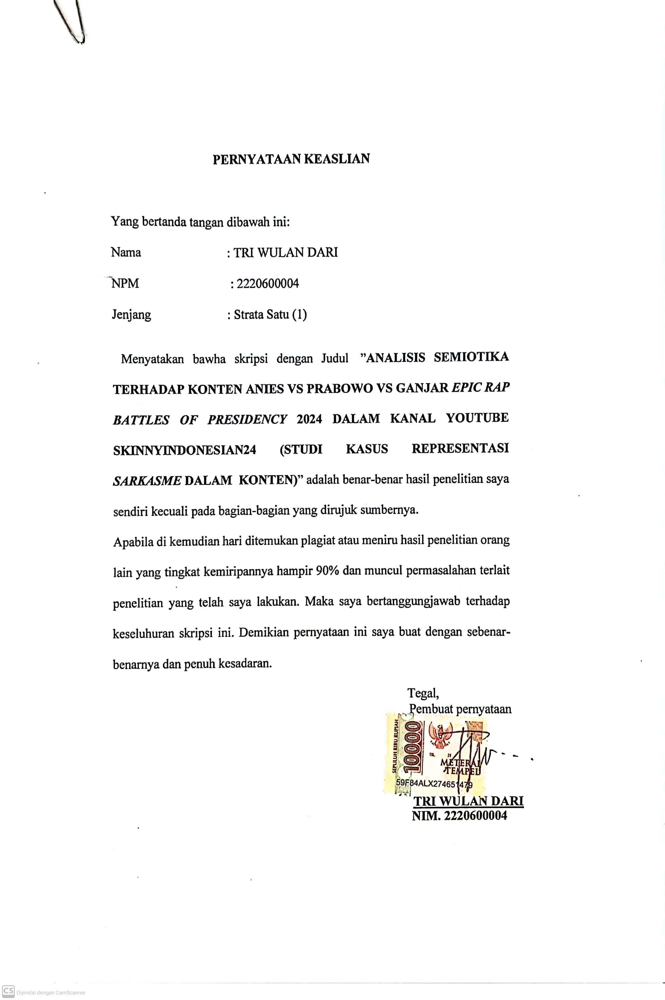 PERNYATAAN KEASLIAN
Yang bertanda tangan dibawah ini:
Nama : TRI WULAN DARI
NPM : 2220600004
Jenjang : Strata Satu (1)
Menyatakan bawha skripsi dengan Judul ”ANALISIS SEMIOTIKA
TERHADAP KONTEN ANIES VS PRABOWO VS GANJAR EPIC RAP
BATTLES OF PRESIDENCY 2024 DALAM KANAL YOUTUBE
SKINNYINDONESIAN24 (STUDI KASUS REPRESENTASI
SARKASME DALAM KONTEN)” adalah benar-benar hasil penelitian saya
sendiri kecuali pada bagian-bagian yang dirujuk sumbernya.
Apabila di kemudian hari ditemukan plagiat atau meniru hasil penelitian orang
lain yang tingkat kemiripannya hampir 90% dan muncul permasalahan terlait
penelitian yang telah saya lakukan. Maka saya bertanggungjawab terhadap
keseluhuran skripsi ini. Demikian pernyataan ini saya buat dengan sebenar-
benarnya dan penuh kesadaran.
Tegal,
Pembuat pernyataan
SEPULUH RIBU RUPIAH
10000
TGL. 20
METERAI
TEMPEL
59F84ALX274651479
TRI WULAN DARI
NIM. 2220600004
CS Dipindai dengan CamScanner